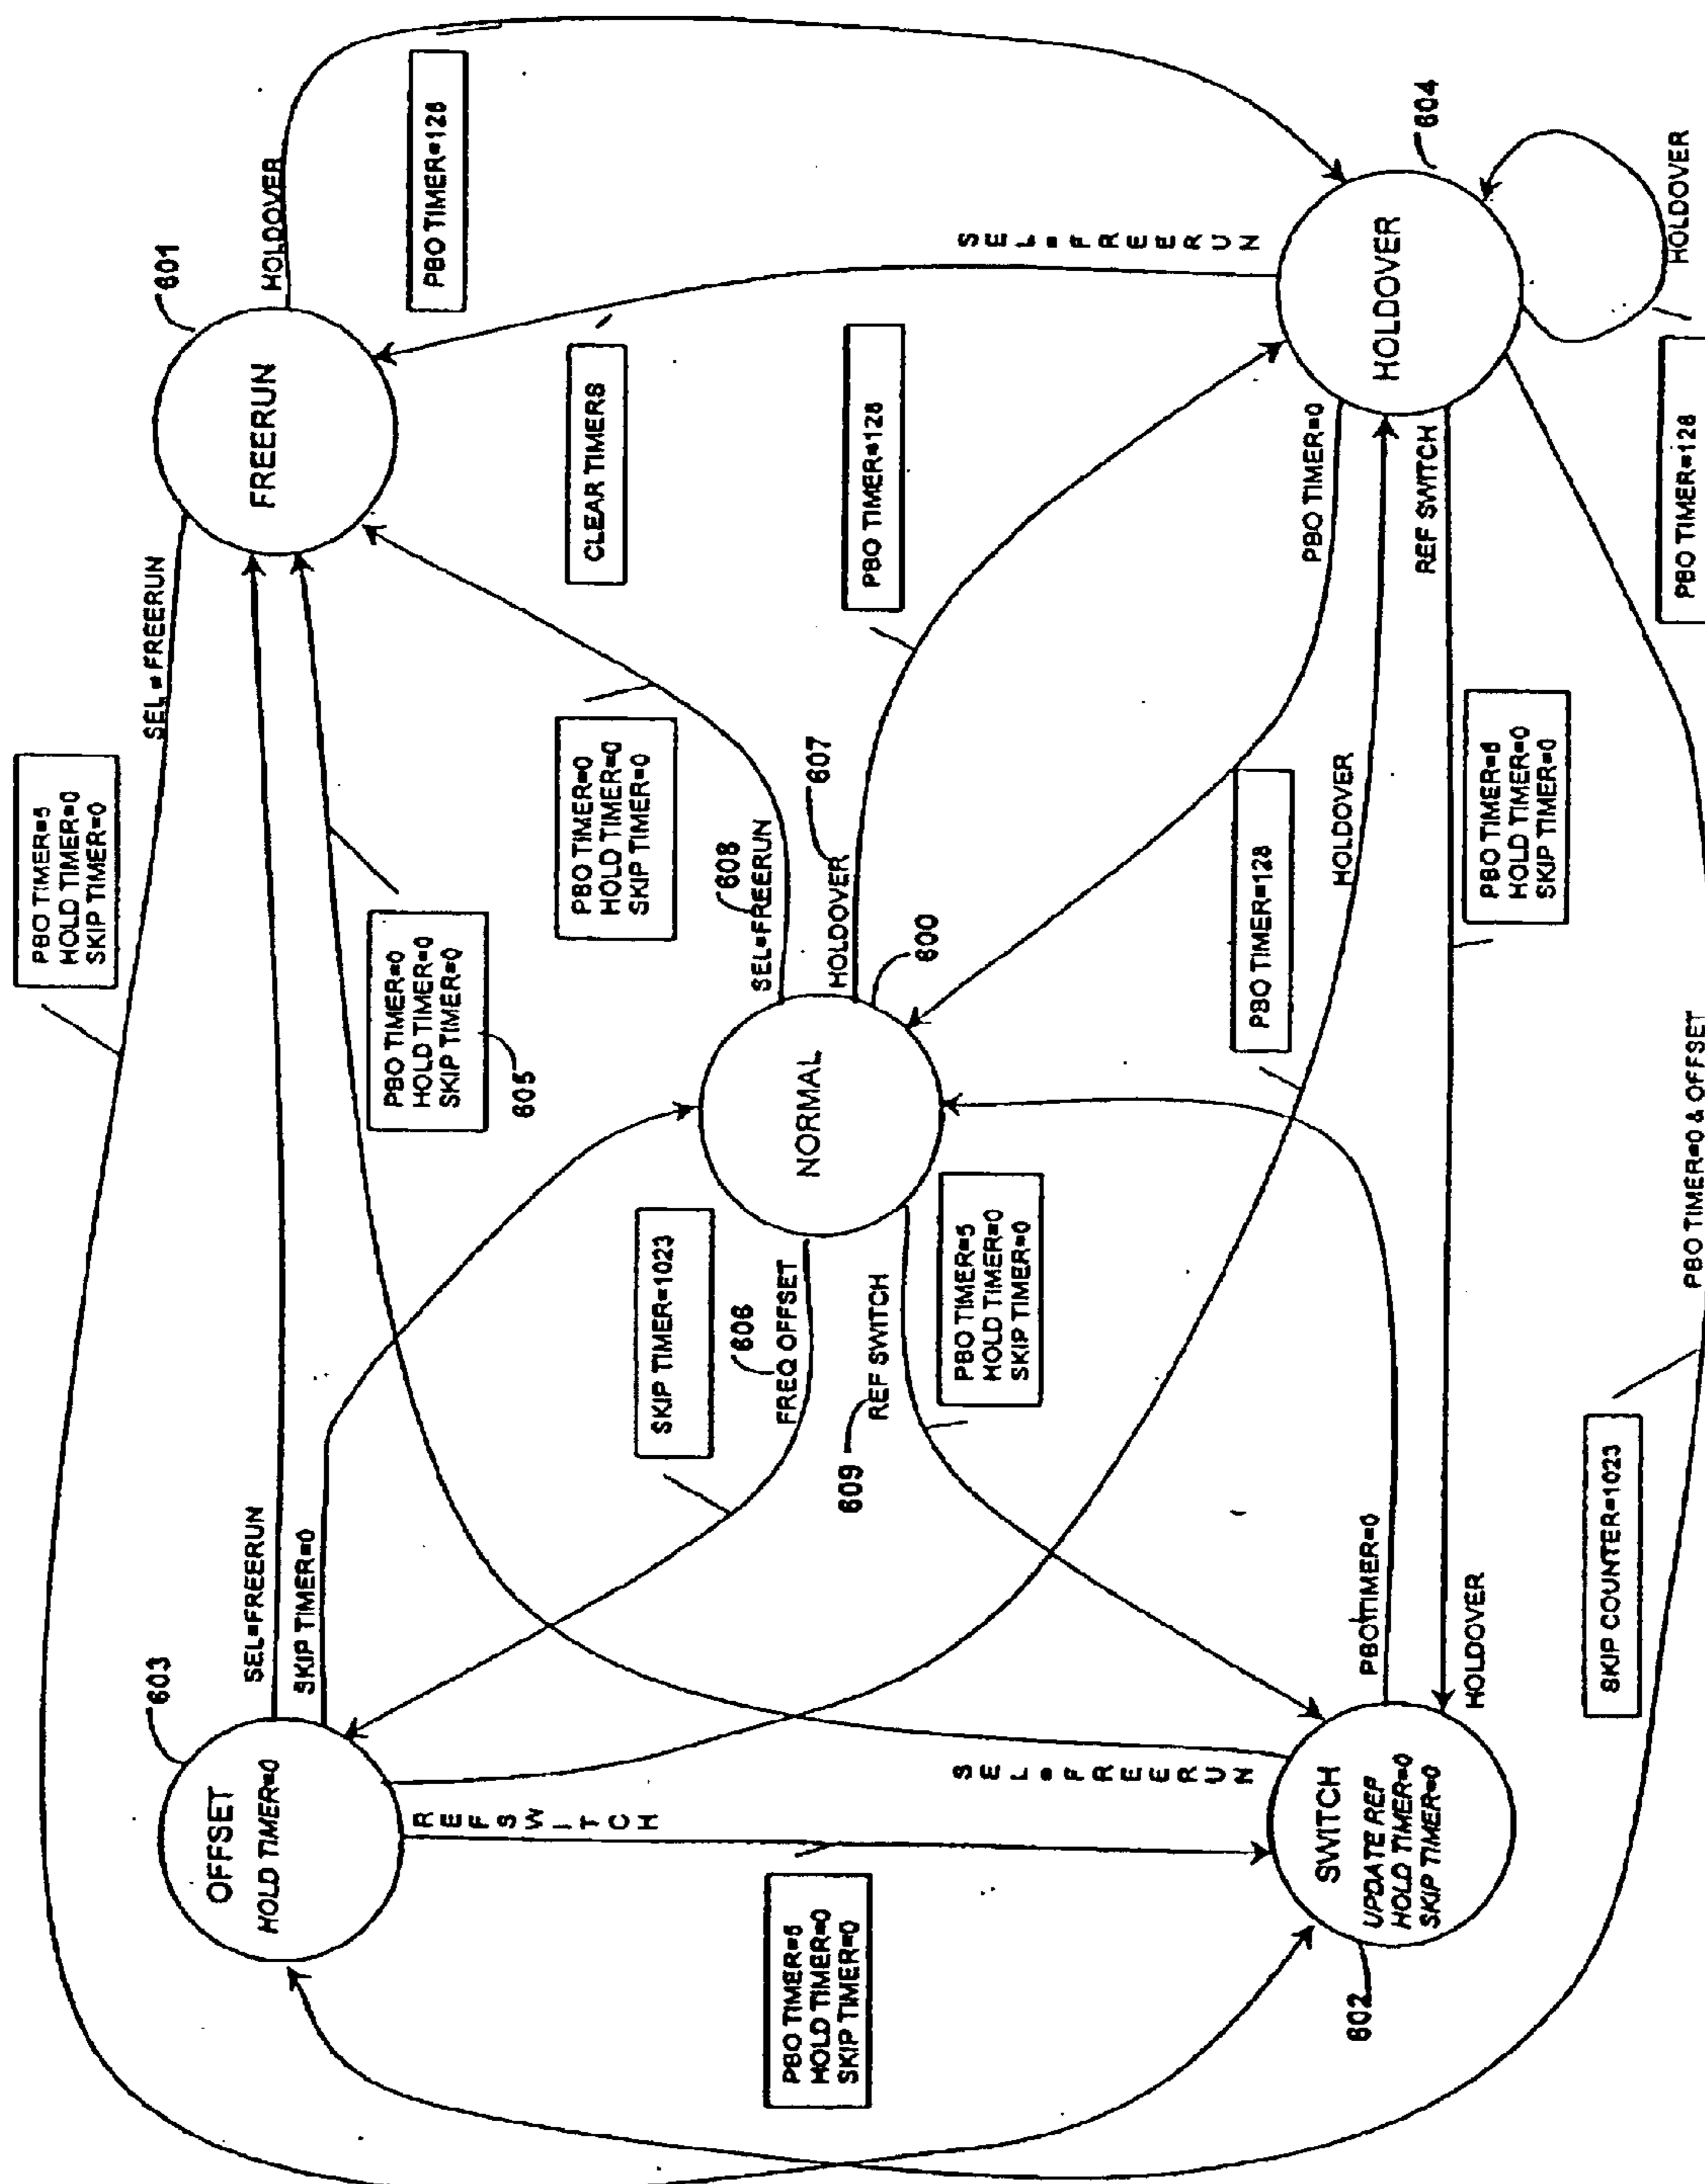 PBO TIMER=5
HOLD TIMER=0
SKIP TIMER=0
SEL = FREERUN
601
FREERUN
HOLDOVER
PBO TIMER=128
603
OFFSET
HOLD TIMER=0
SEL=FREERUN
SKIP TIMER=0
PBO TIMER=0
HOLD TIMER=0
SKIP TIMER=0
605
PBO TIMER=0
HOLD TIMER=0
SKIP TIMER=0
CLEAR TIMERS
SEL=FREERUN
REF SWITCH
SKIP TIMER=1023
606
FREQ OFFSET
608
SEL=FREERUN
607
HOLDOVER
600
NORMAL
609
REF SWITCH
PBO TIMER=5
HOLD TIMER=0
SKIP TIMER=0
PBO TIMER=128
PBO TIMER=5
HOLD TIMER=0
SKIP TIMER=0
SEL=FREERUN
PBO TIMER=128
HOLDOVER
PBO TIMER=0
REF SWITCH
HOLDOVER
604
602
SWITCH
UPDATE REP
HOLD TIMER=0
SKIP TIMER=0
PBO TIMER=0
HOLDOVER
PBO TIMER=5
HOLD TIMER=0
SKIP TIMER=0
SKIP COUNTER=1023
PBO TIMER=0 & OFFSET
PBO TIMER=128
HOLDOVER